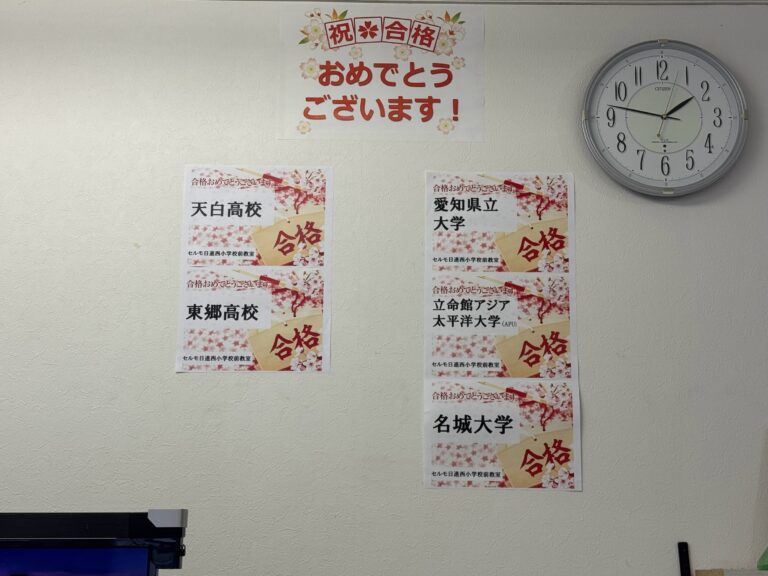 祝合格
おめでとう
ございます！
合格おめでとうございます
天白高校
合格
セルモ日進西小学校前教室
合格おめでとうございます
東郷高校
合格
セルモ日進西小学校前教室
合格おめでとうございます
愛知県立
大学
合格
セルモ日進西小学校前教室
合格おめでとうございます
立命館アジア
太平洋大学(APU)
合格
セルモ日進西小学校前教室
合格おめでとうございます
名城大学
合格
セルモ日進西小学校前教室
12
1
2
3
4
5
6
7
8
9
10
11
CITIZEN